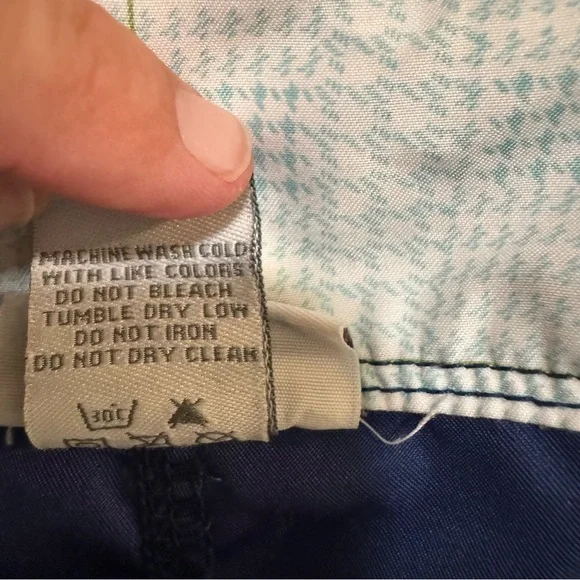 MACHINE WASH COLD
WITH LIKE COLORS
DO NOT BLEACH
TUMBLE DRY LOW
DO NOT IRON
DO NOT DRY CLEAN
30°C